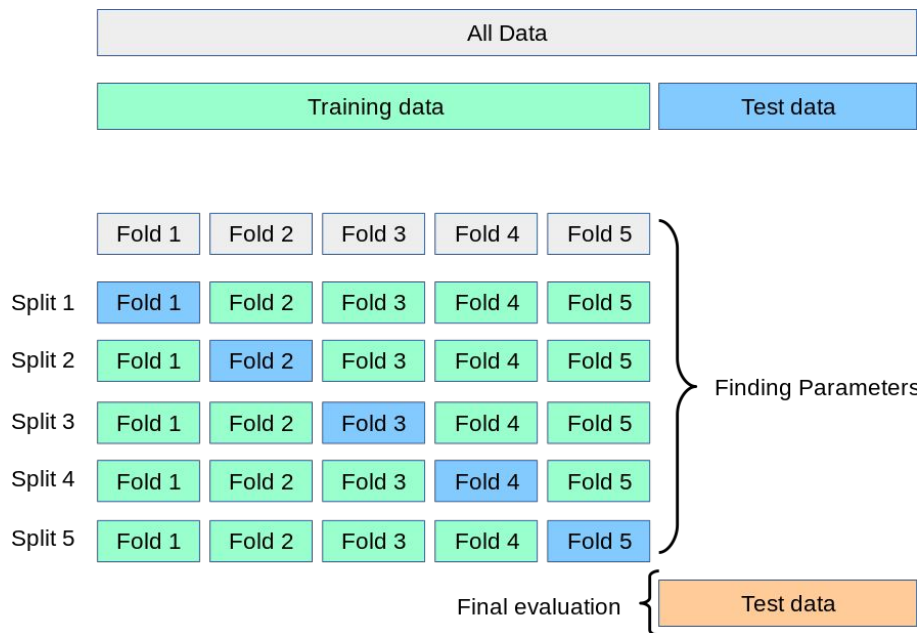 All Data
Training data Test data
Fold 1 Fold 2 Fold 3 Fold 4 Fold 5
Split 1 Fold 1 Fold 2 Fold 3 Fold 4 Fold 5
Split 2 Fold 1 Fold 2 Fold 3 Fold 4 Fold 5
Split 3 Fold 1 Fold 2 Fold 3 Fold 4 Fold 5
Split 4 Fold 1 Fold 2 Fold 3 Fold 4 Fold 5
Split 5 Fold 1 Fold 2 Fold 3 Fold 4 Fold 5
Finding Parameters
Final evaluation Test data